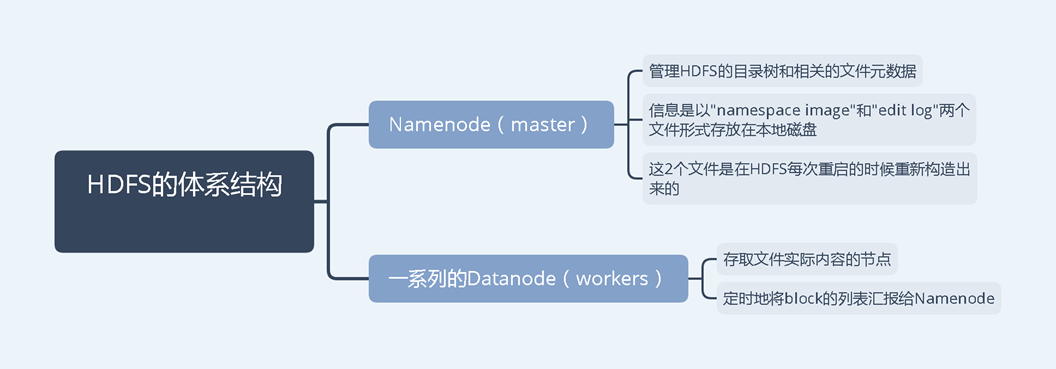 HDFS的体系结构
Namenode（master）
管理HDFS的目录树和相关的文件元数据
信息是以"namespace image"和"edit log"两个
文件形式存放在本地磁盘
这2个文件是在HDFS每次重启的时候重新构造出
来的
一系列的Datanode（workers）
存取文件实际内容的节点
定时地将block的列表汇报给Namenode